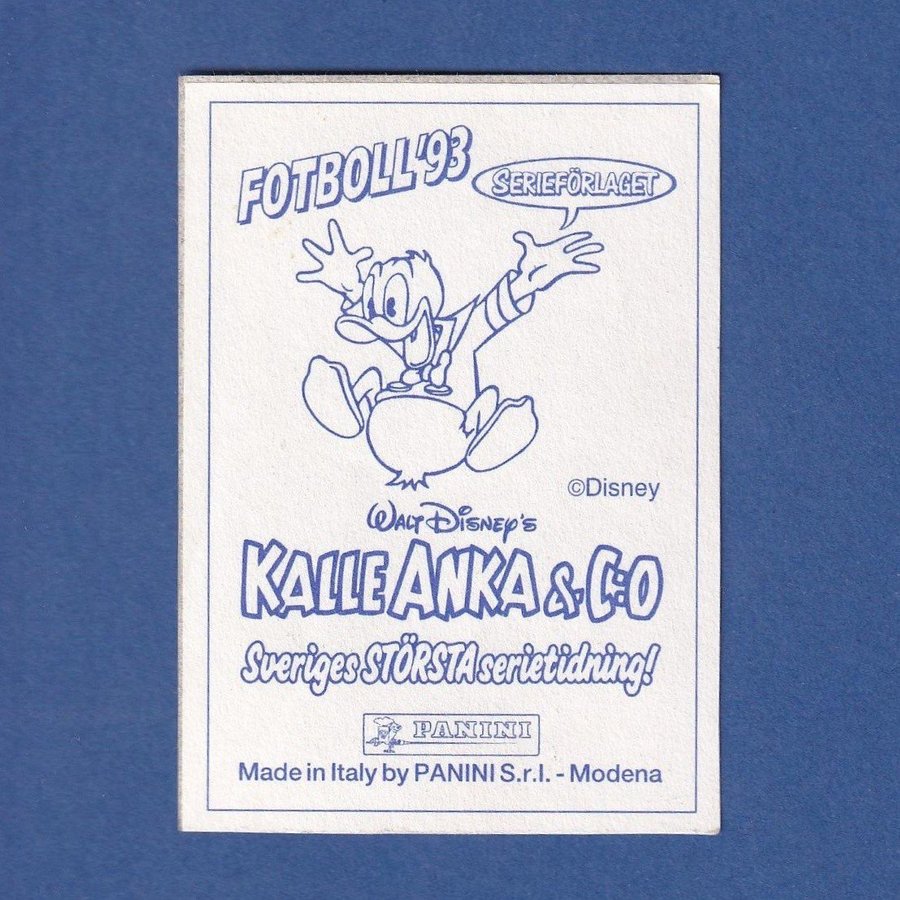 FOTBOLL '93
SERIEFÖRLAGET
©Disney
WALT DISNEY'S
KALLE ANKA & C:O
Sveriges STÖRSTA serietidning!
PANINI
Made in Italy by PANINI S.r.l. - Modena